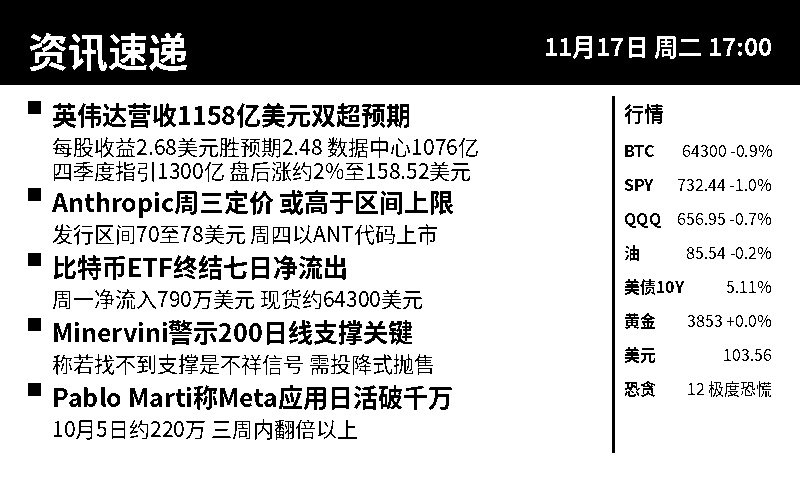 资讯速递
11月17日 周二 17:00
英伟达营收1158亿美元双超预期
每股收益2.68美元胜预期2.48 数据中心1076亿
四季度指引1300亿 盘后涨约2%至158.52美元
Anthropic周三定价 或高于区间上限
发行区间70至78美元 周四以ANT代码上市
比特币ETF终结七日净流出
周一净流入790万美元 现货约64300美元
Minervini警示200日线支撑关键
称若找不到支撑是不祥信号 需投降式抛售
Pablo Marti称Meta应用日活破千万
10月5日约220万 三周内翻倍以上
行情
BTC 64300 -0.9%
SPY 732.44 -1.0%
QQQ 656.95 -0.7%
油 85.54 -0.2%
美债10Y 5.11%
黄金 3853 +0.0%
美元 103.56
恐贪 12 极度恐慌